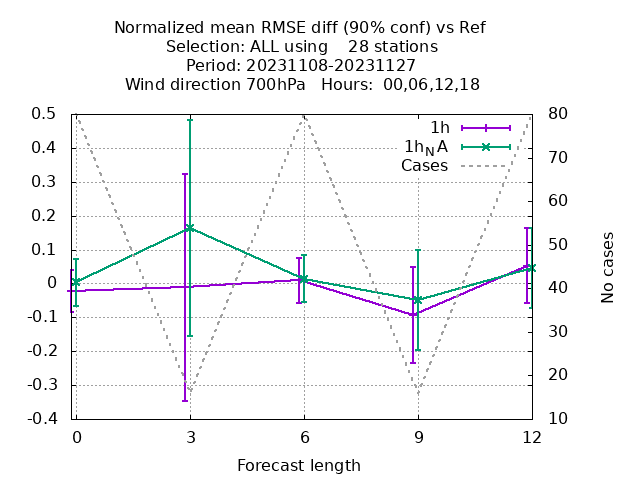 Normalized mean RMSE diff (90% conf) vs Ref
Selection: ALL using    28 stations
Period: 20231108-20231127
Wind direction 700hPa   Hours:  00,06,12,18
0.5
0.4
0.3
0.2
0.1
0
-0.1
-0.2
-0.3
-0.4
80
70
60
50
40
30
20
10
1h
1h_NA
Cases
No cases
0
3
6
9
12
Forecast length